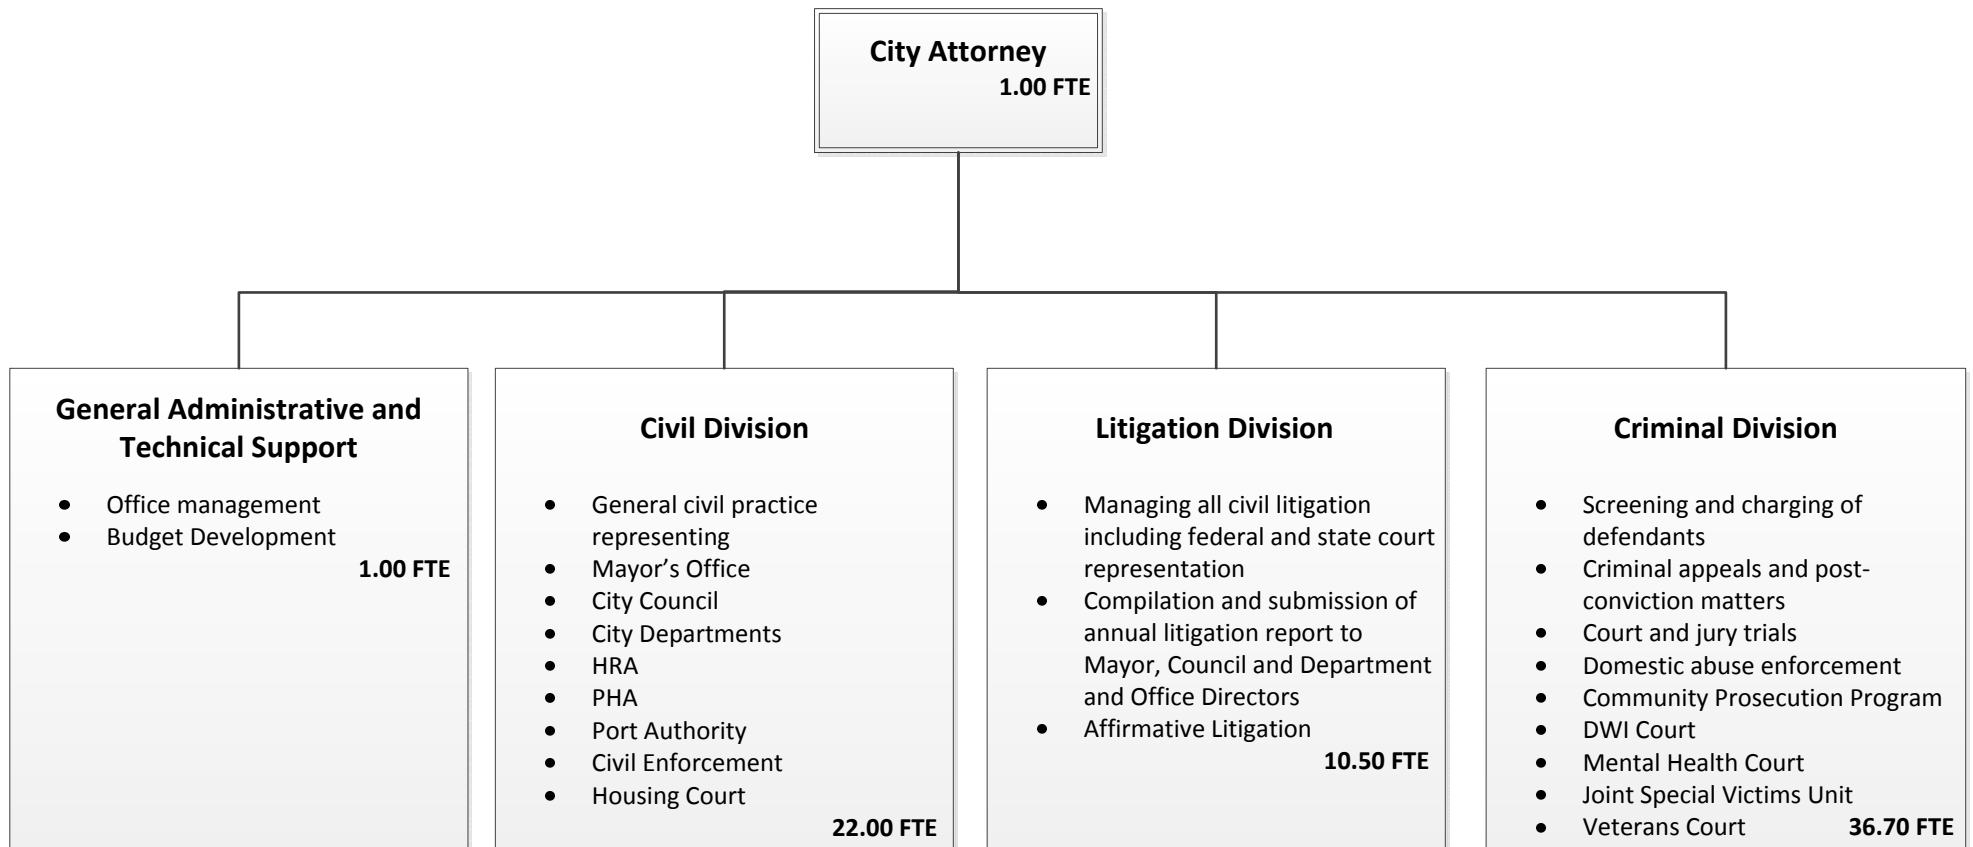 City Attorney
1.00 FTE
General Administrative and
Technical Support
• Office management
• Budget Development
1.00 FTE
Civil Division
• General civil practice
representing
• Mayor’s Office
• City Council
• City Departments
• HRA
• PHA
• Port Authority
• Civil Enforcement
• Housing Court
22.00 FTE
Litigation Division
• Managing all civil litigation
including federal and state court
representation
• Compilation and submission of
annual litigation report to
Mayor, Council and Department
and Office Directors
• Affirmative Litigation
10.50 FTE
Criminal Division
• Screening and charging of
defendants
• Criminal appeals and post-
conviction matters
• Court and jury trials
• Domestic abuse enforcement
• Community Prosecution Program
• DWI Court
• Mental Health Court
• Joint Special Victims Unit
• Veterans Court 36.70 FTE